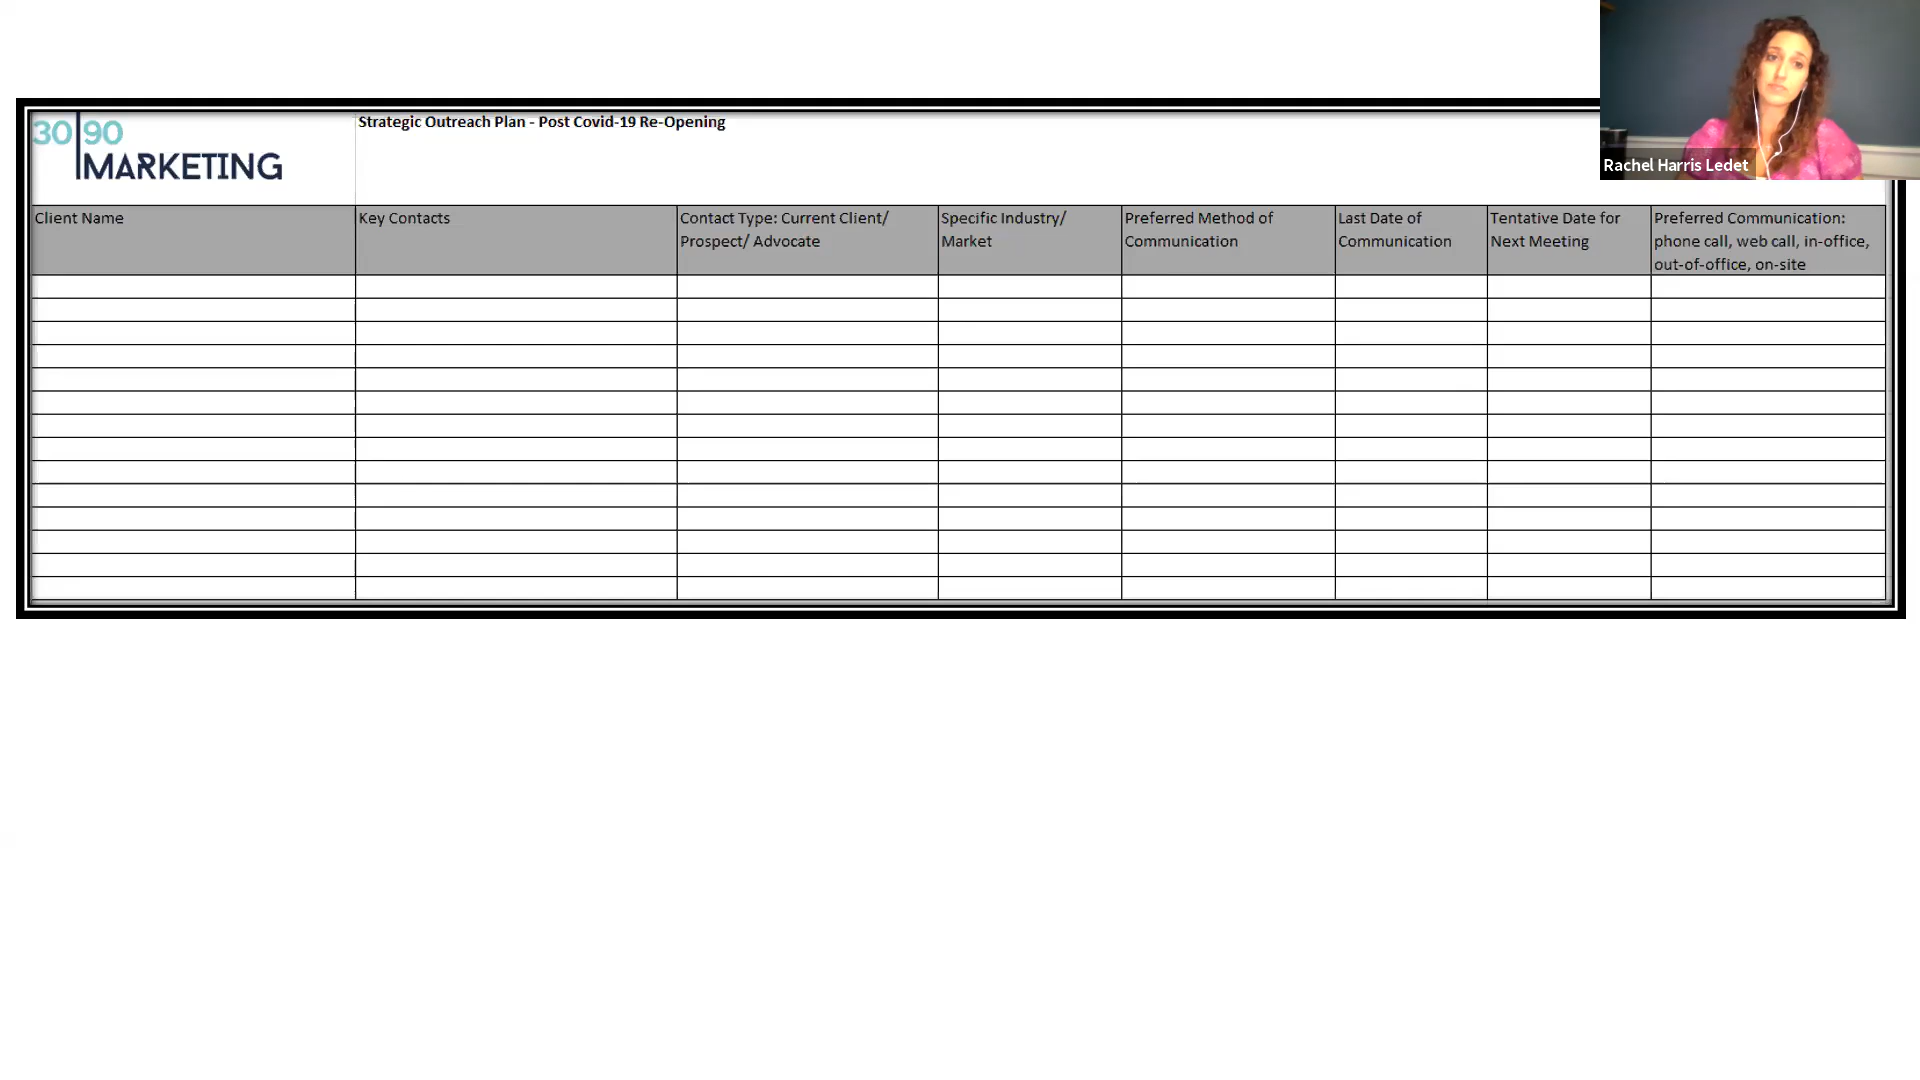 30 90
MARKETING
Strategic Outreach Plan - Post Covid-19 Re-Opening
Rachel Harris Ledet
Client Name
Key Contacts
Contact Type: Current Client/
Prospect/ Advocate
Specific Industry/
Market
Preferred Method of
Communication
Last Date of
Communication
Tentative Date for
Next Meeting
Preferred Communication:
phone call, web call, in-office,
out-of-office, on-site